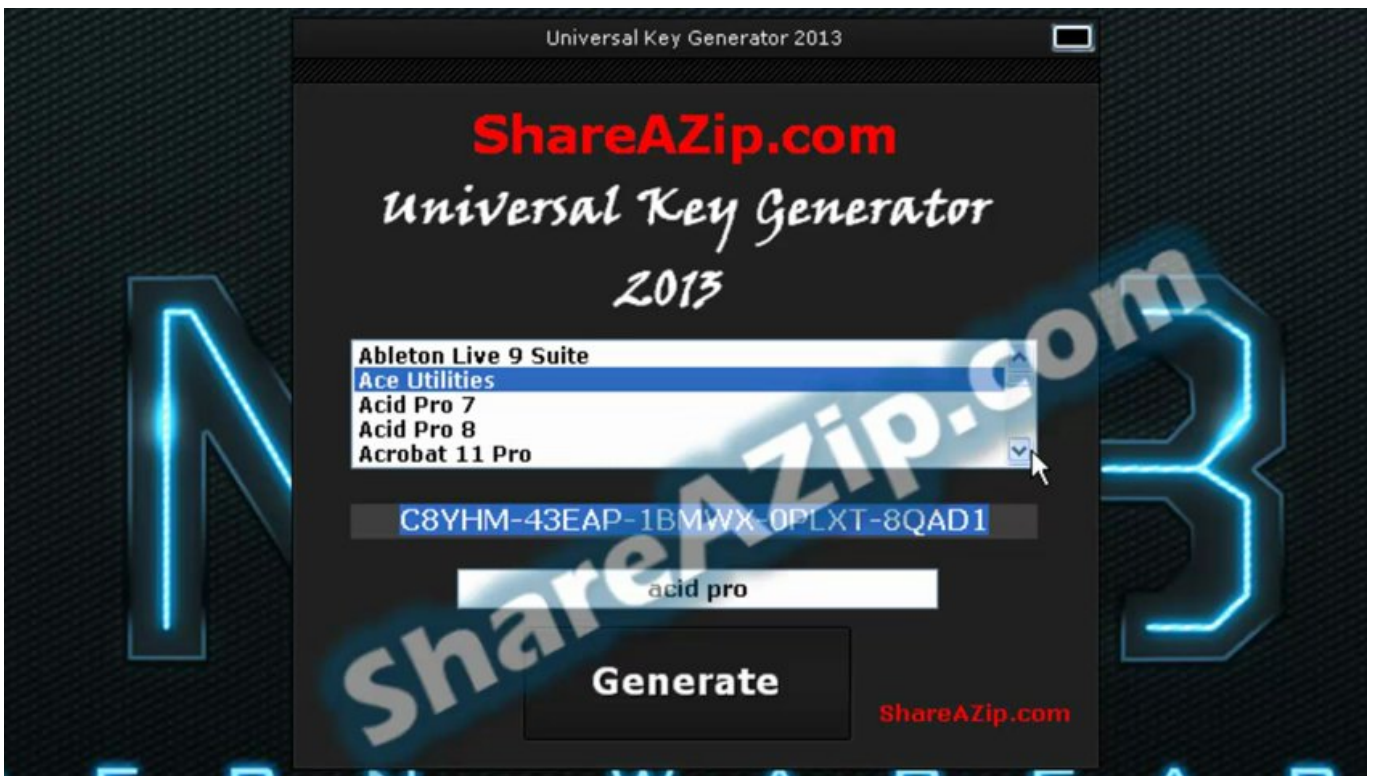 Universal Key Generator 2013
ShareAZip.com
Universal Key Generator
2013
Ableton Live 9 Suite
Ace Utilities
Acid Pro 7
Acid Pro 8
Acrobat 11 Pro
C8YHM-43EAP-1BMWX-0PLXT-8QAD1
acid pro
Generate
ShareAZip.com
ShareAZip.com